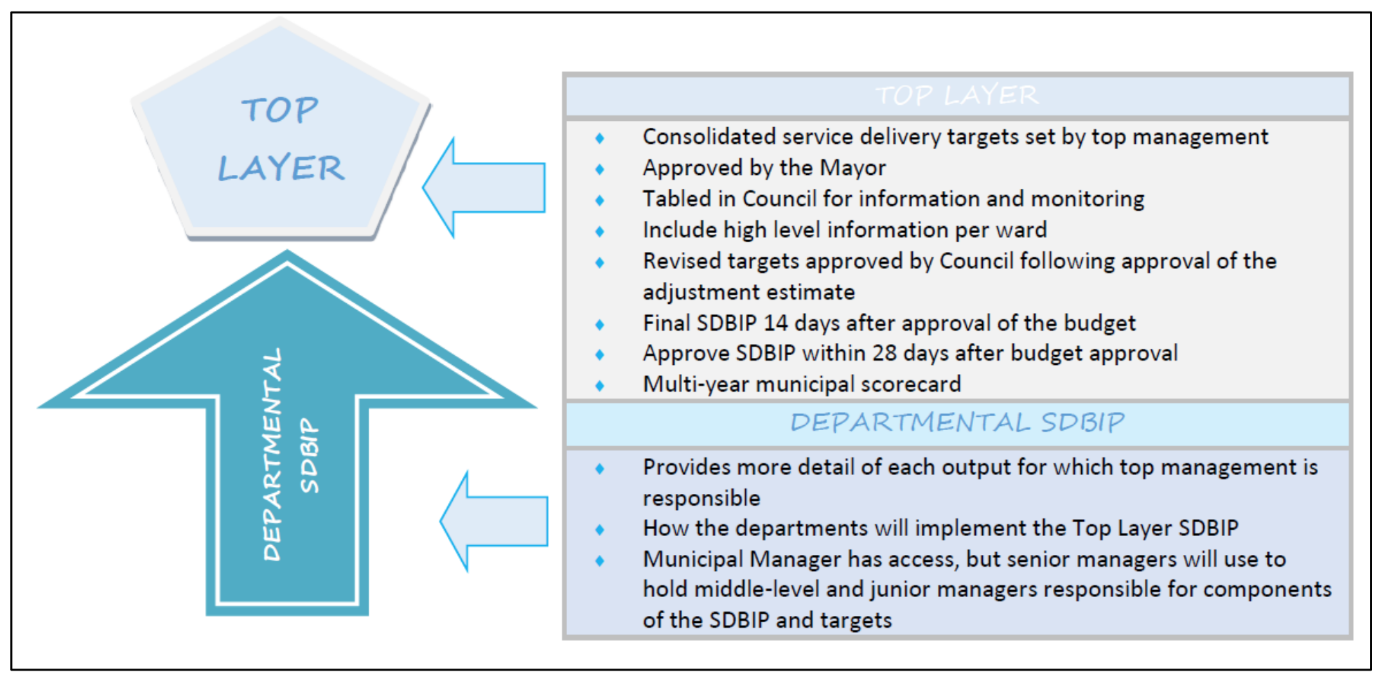 TOP
LAYER
DEPARTMENTAL
SDBIP
TOP LAYER
♦ Consolidated service delivery targets set by top management
♦ Approved by the Mayor
♦ Tabled in Council for information and monitoring
♦ Include high level information per ward
♦ Revised targets approved by Council following approval of the
adjustment estimate
♦ Final SDBIP 14 days after approval of the budget
♦ Approve SDBIP within 28 days after budget approval
♦ Multi-year municipal scorecard
DEPARTMENTAL SDBIP
♦ Provides more detail of each output for which top management is
responsible
♦ How the departments will implement the Top Layer SDBIP
♦ Municipal Manager has access, but senior managers will use to
hold middle-level and junior managers responsible for components
of the SDBIP and targets